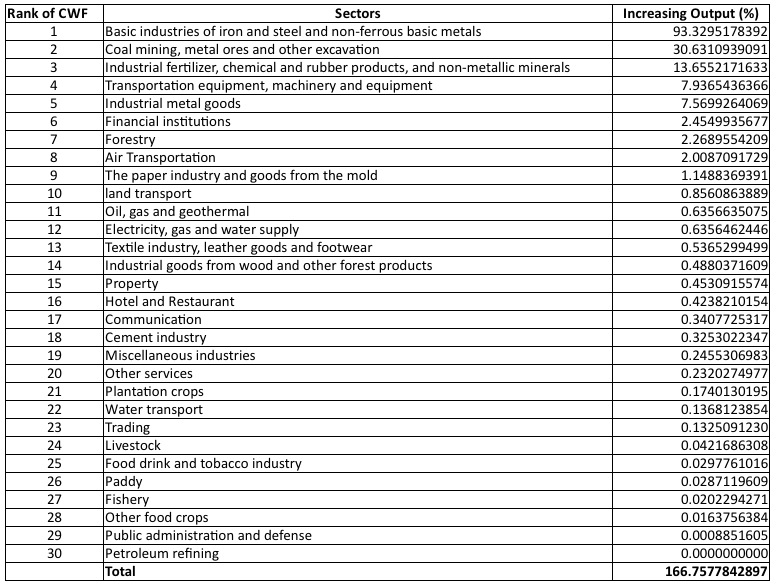 Rank of CWF Sectors Increasing Output (%)
1 Basic industries of iron and steel and non-ferrous basic metals 93.3295178392
2 Coal mining, metal ores and other excavation 30.6310939091
3 Industrial fertilizer, chemical and rubber products, and non-metallic minerals 13.6552171633
4 Transportation equipment, machinery and equipment 7.9365436366
5 Industrial metal goods 7.5699264069
6 Financial institutions 2.4549935677
7 Forestry 2.2689554209
8 Air Transportation 2.0087091729
9 The paper industry and goods from the mold 1.1488369391
10 land transport 0.8560863889
11 Oil, gas and geothermal 0.6356635075
12 Electricity, gas and water supply 0.6356462446
13 Textile industry, leather goods and footwear 0.5365299499
14 Industrial goods from wood and other forest products 0.4880371609
15 Property 0.4530915574
16 Hotel and Restaurant 0.4238210154
17 Communication 0.3407725317
18 Cement industry 0.3253022347
19 Miscellaneous industries 0.2455306983
20 Other services 0.2320274977
21 Plantation crops 0.1740130195
22 Water transport 0.1368123854
23 Trading 0.1325091230
24 Livestock 0.0421686308
25 Food drink and tobacco industry 0.0297761016
26 Paddy 0.0287119609
27 Fishery 0.0202294271
28 Other food crops 0.0163756384
29 Public administration and defense 0.0008851605
30 Petroleum refining 0.0000000000
Total 166.7577842897